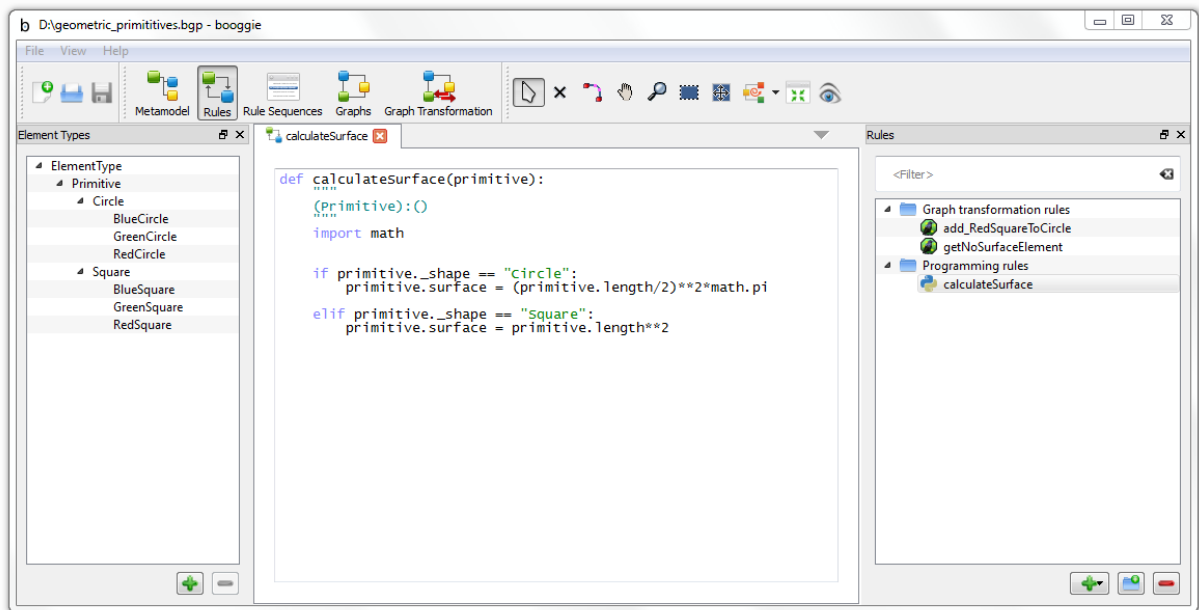 b D:\geometric_primititives.bgp - booggie
File View Help
Metamodel Rules Rule Sequences Graphs Graph Transformation
Element Types
ElementType
Primitive
Circle
BlueCircle
GreenCircle
RedCircle
Square
BlueSquare
GreenSquare
RedSquare
calculateSurface
def calculateSurface(primitive):
"""
(Primitive):()
"""
import math
if primitive._shape == "Circle":
primitive.surface = (primitive.length/2)**2*math.pi
elif primitive._shape == "Square":
primitive.surface = primitive.length**2
Rules
<Filter>
Graph transformation rules
add_RedSquareToCircle
getNoSurfaceElement
Programming rules
calculateSurface